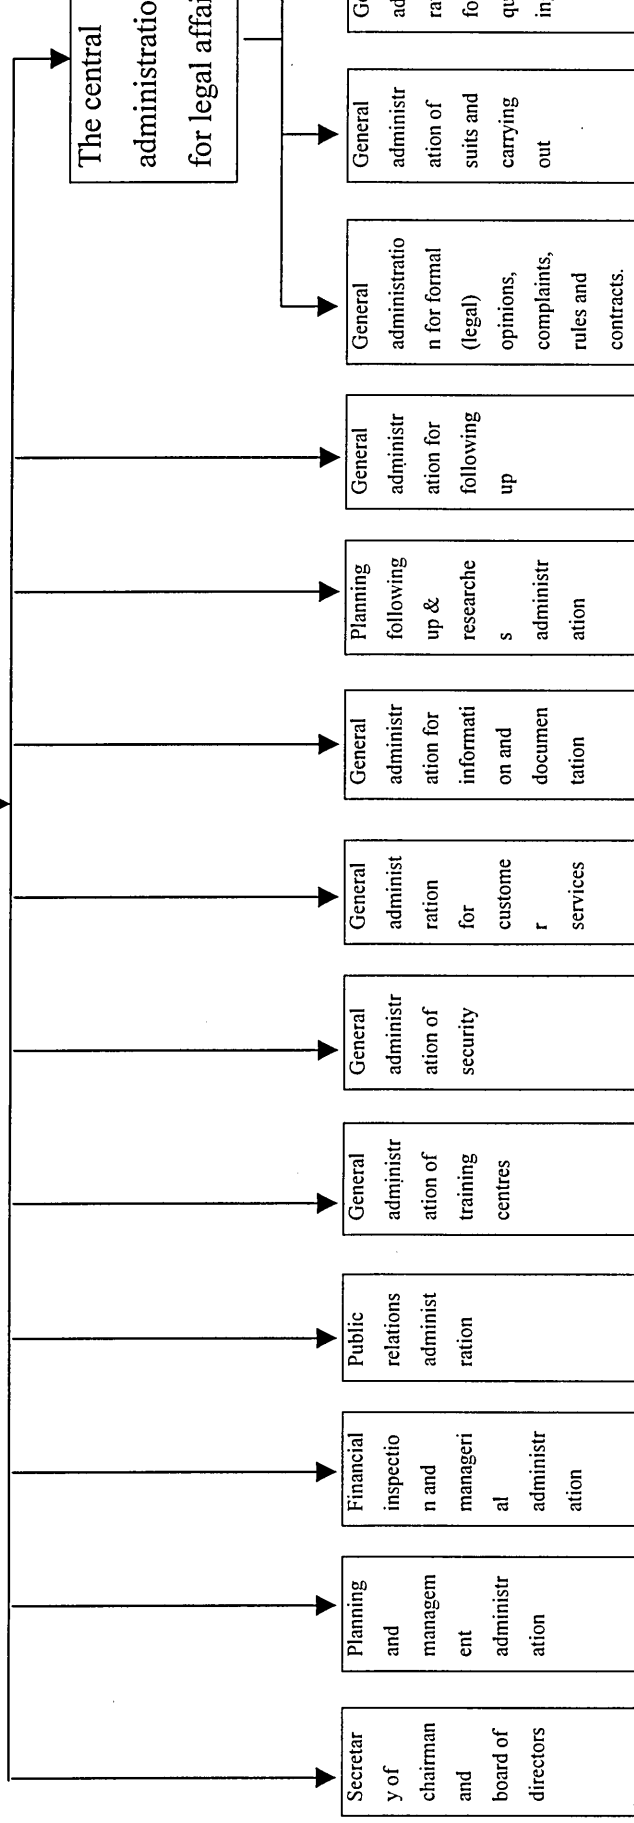 The central
administratio
for legal affai
General
administr
ation of
suits and
carrying
out
General
administratio
n for formal
(legal)
opinions,
complaints,
rules and
contracts.
General
administr
ation for
following
up
Planning
following
up &
researche
s
administr
ation
General
administr
ation for
informati
on and
documen
tation
General
administ
ration
for
custome
r
services
General
administr
ation of
security
General
administr
ation of
training
centres
Public
relations
administ
ration
Financial
inspectio
n and
manageri
al
administr
ation
Planning
and
managem
ent
administr
ation
Secretar
y of
chairman
and
board of
directors